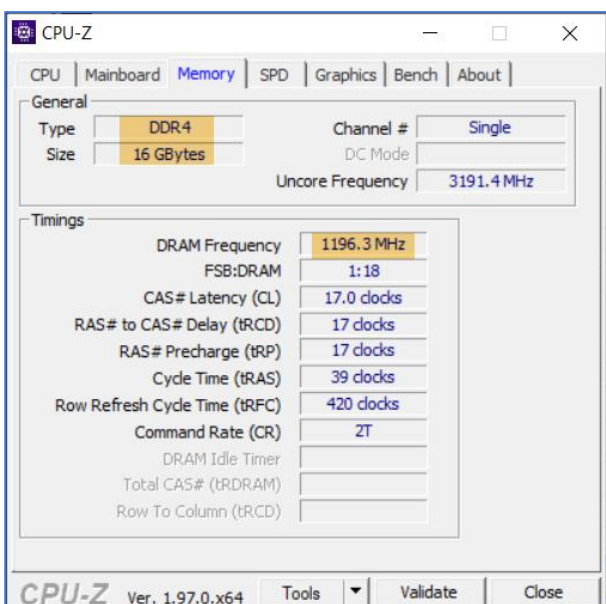 CPU-Z
CPU Mainboard Memory SPD Graphics Bench About
General
Type DDR4 Channel # Single
Size 16 GBytes DC Mode
Uncore Frequency 3191.4 MHz
Timings
DRAM Frequency 1196.3 MHz
FSB:DRAM 1:18
CAS# Latency (CL) 17.0 clocks
RAS# to CAS# Delay (tRCD) 17 clocks
RAS# Precharge (tRP) 17 clocks
Cycle Time (tRAS) 39 clocks
Row Refresh Cycle Time (tRFC) 420 clocks
Command Rate (CR) 2T
DRAM Idle Timer
Total CAS# (tRDRAM)
Row To Column (tRCD)
CPU-Z Ver. 1.97.0.x64 Tools Validate Close